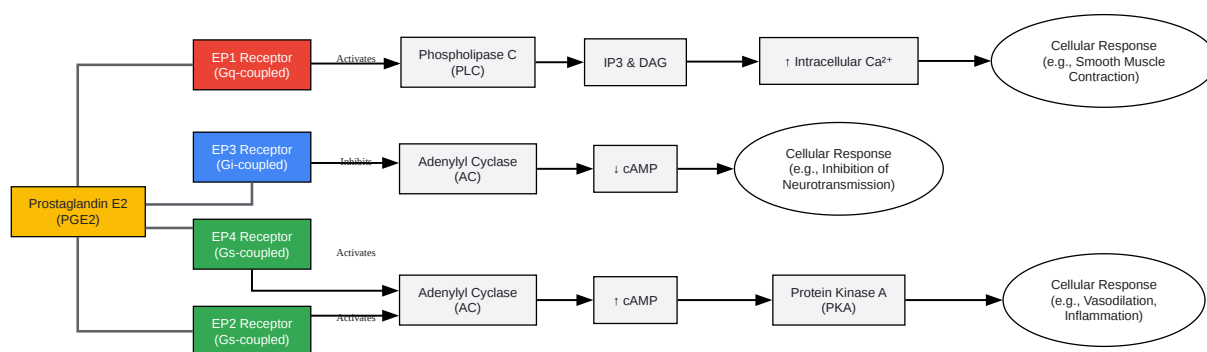 EP1 Receptor
(Gq-coupled)
Activates
Phospholipase C
(PLC)
IP3 & DAG
↑ Intracellular Ca²⁺
Cellular Response
(e.g., Smooth Muscle
Contraction)
EP3 Receptor
(Gi-coupled)
Inhibits
Adenylyl Cyclase
(AC)
↓ cAMP
Cellular Response
(e.g., Inhibition of
Neurotransmission)
Prostaglandin E2
(PGE2)
EP4 Receptor
(Gs-coupled)
Activates
EP2 Receptor
(Gs-coupled)
Activates
Adenylyl Cyclase
(AC)
↑ cAMP
Protein Kinase A
(PKA)
Cellular Response
(e.g., Vasodilation,
Inflammation)